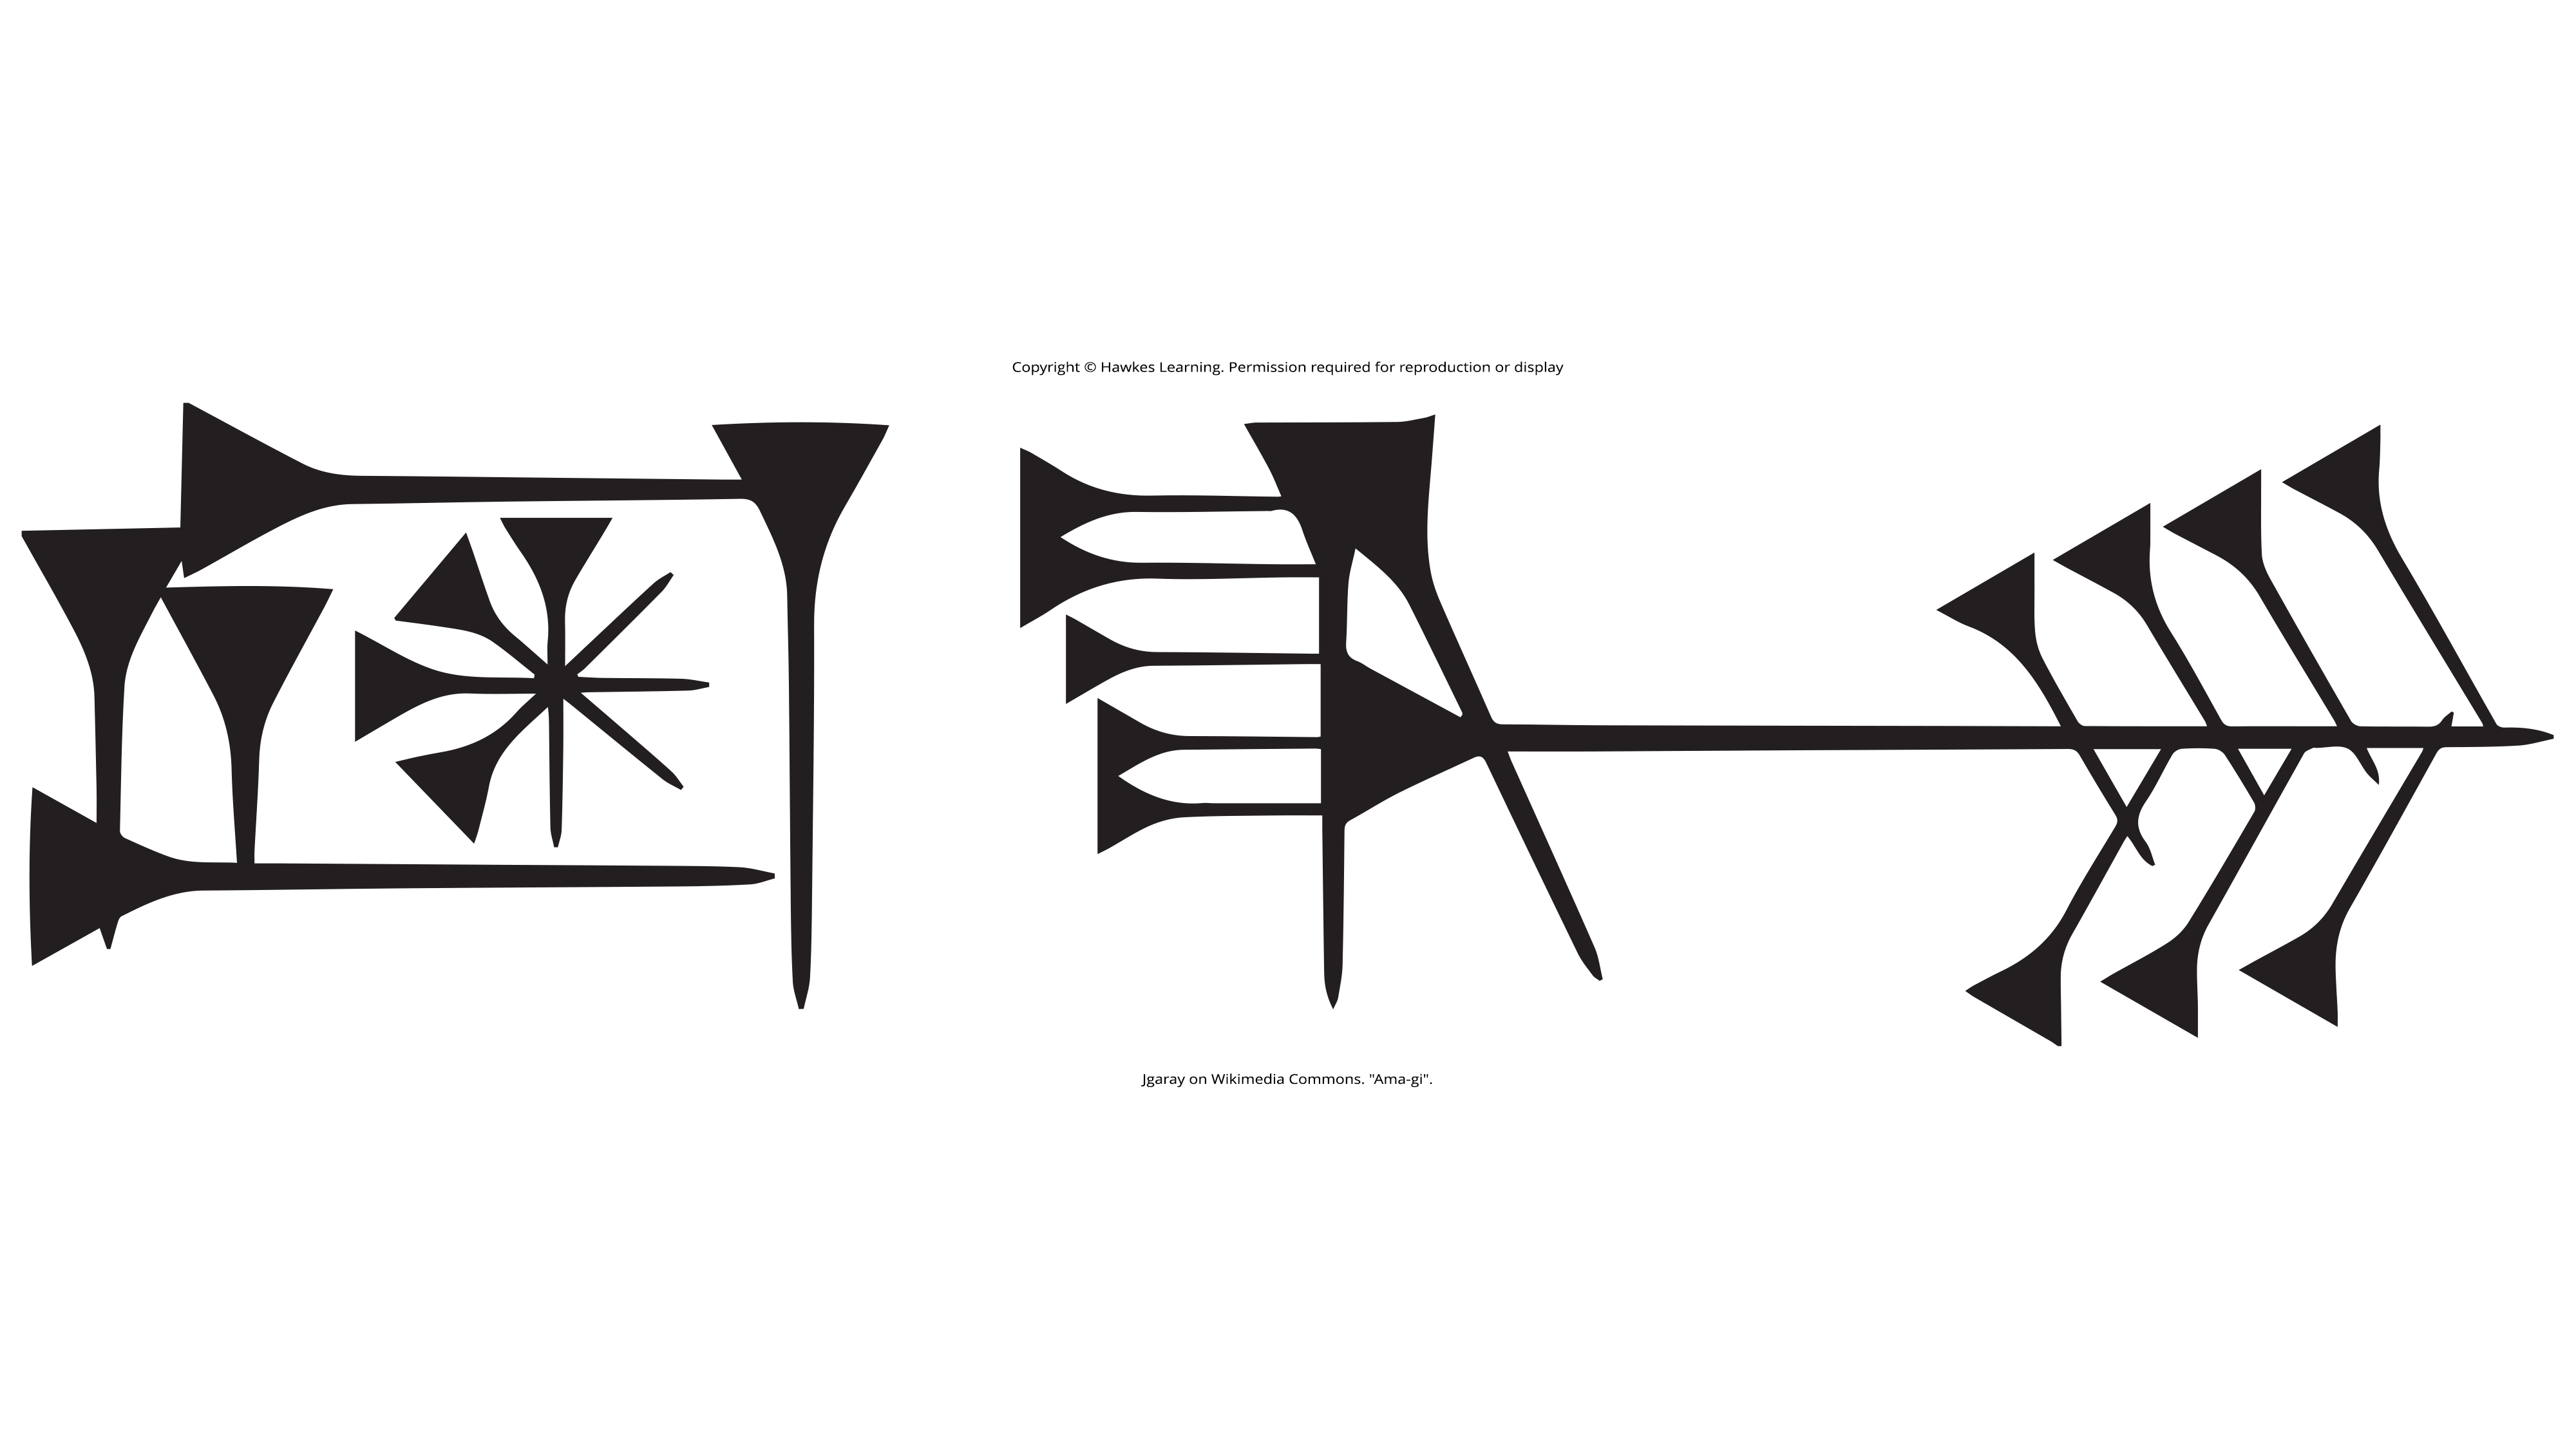 Copyright © Hawkes Learning. Permission required for reproduction or display
𒂼𒄄
Jgaray on Wikimedia Commons. "Ama-gi".